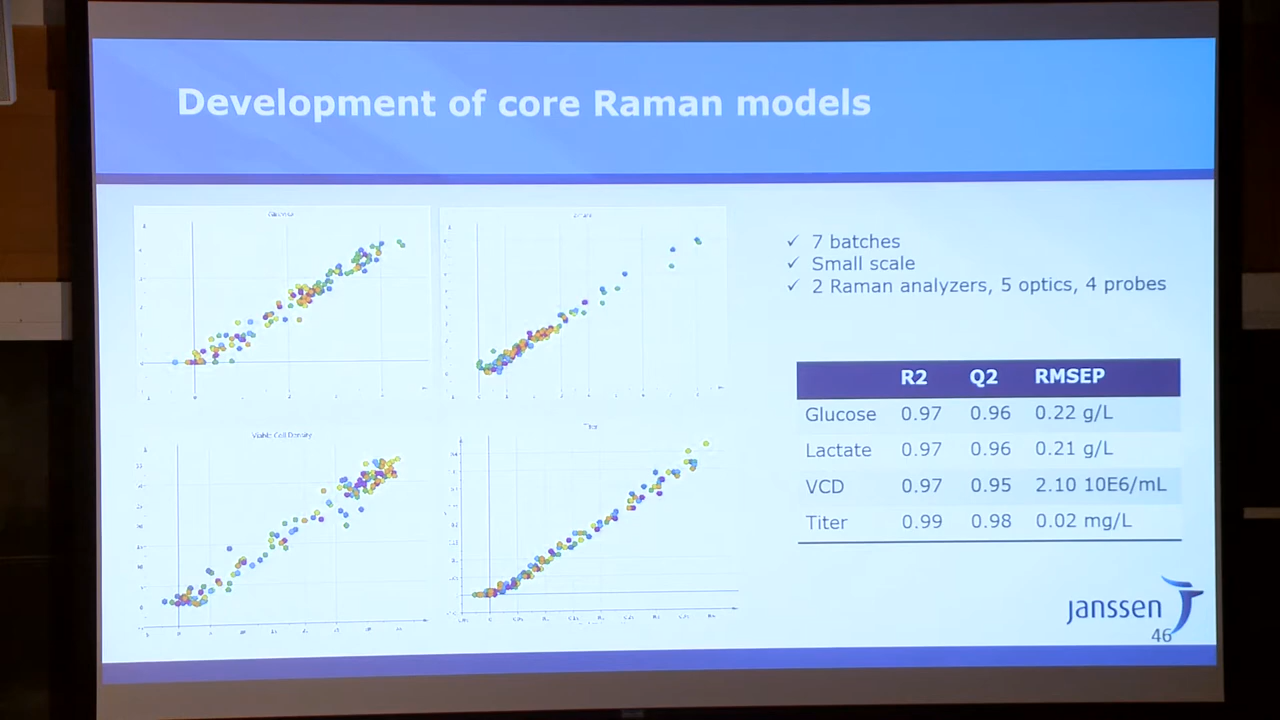 Development of core Raman models
Glucose
Viable Cell Density
Titer
✓ 7 batches
✓ Small scale
✓ 2 Raman analyzers, 5 optics, 4 probes
R2 Q2 RMSEP
Glucose 0.97 0.96 0.22 g/L
Lactate 0.97 0.96 0.21 g/L
VCD 0.97 0.95 2.10 10E6/mL
Titer 0.99 0.98 0.02 mg/L
janssen
46